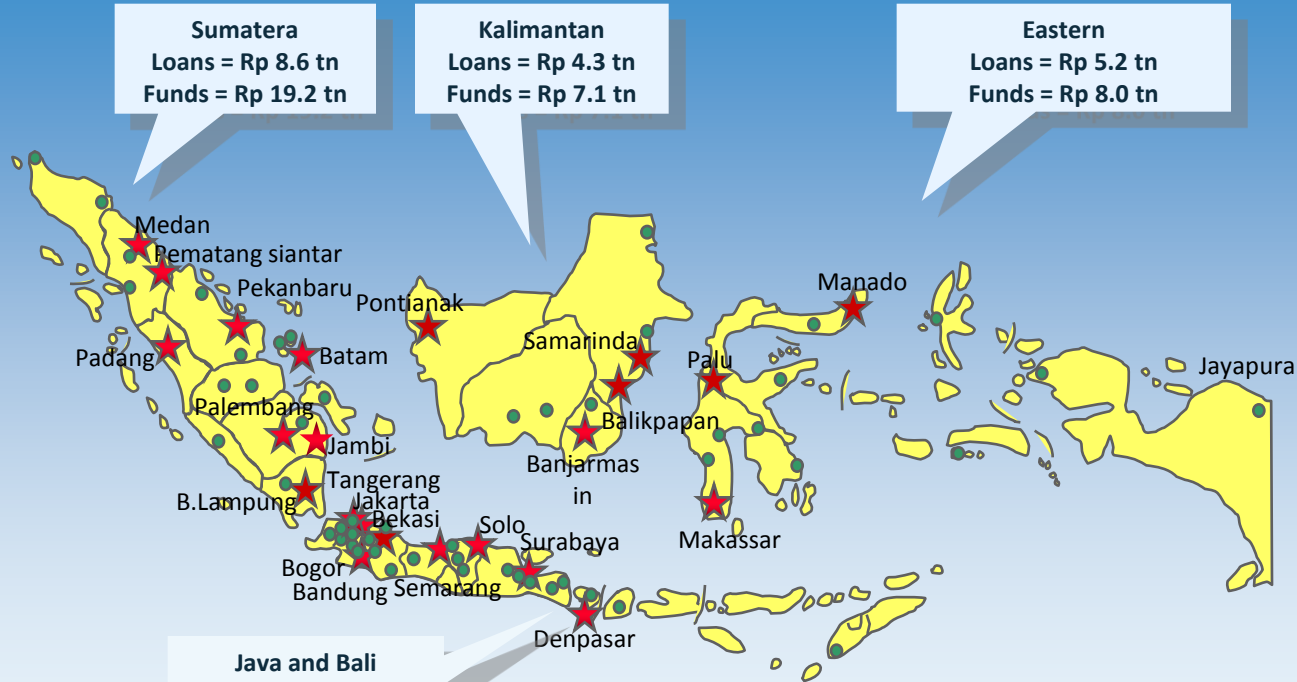 Sumatera
Loans = Rp 8.6 tn
Funds = Rp 19.2 tn
Kalimantan
Loans = Rp 4.3 tn
Funds = Rp 7.1 tn
Eastern
Loans = Rp 5.2 tn
Funds = Rp 8.0 tn
Medan
Pematang siantar
Pekanbaru
Padang
Batam
Palembang
Jambi
B.Lampung
Tangerang
Jakarta
Bekasi
Bogor
Bandung
Semarang
Solo
Surabaya
Denpasar
Pontianak
Samarinda
Balikpapan
Banjarmas
in
Manado
Palu
Makassar
Jayapura
Java and Bali